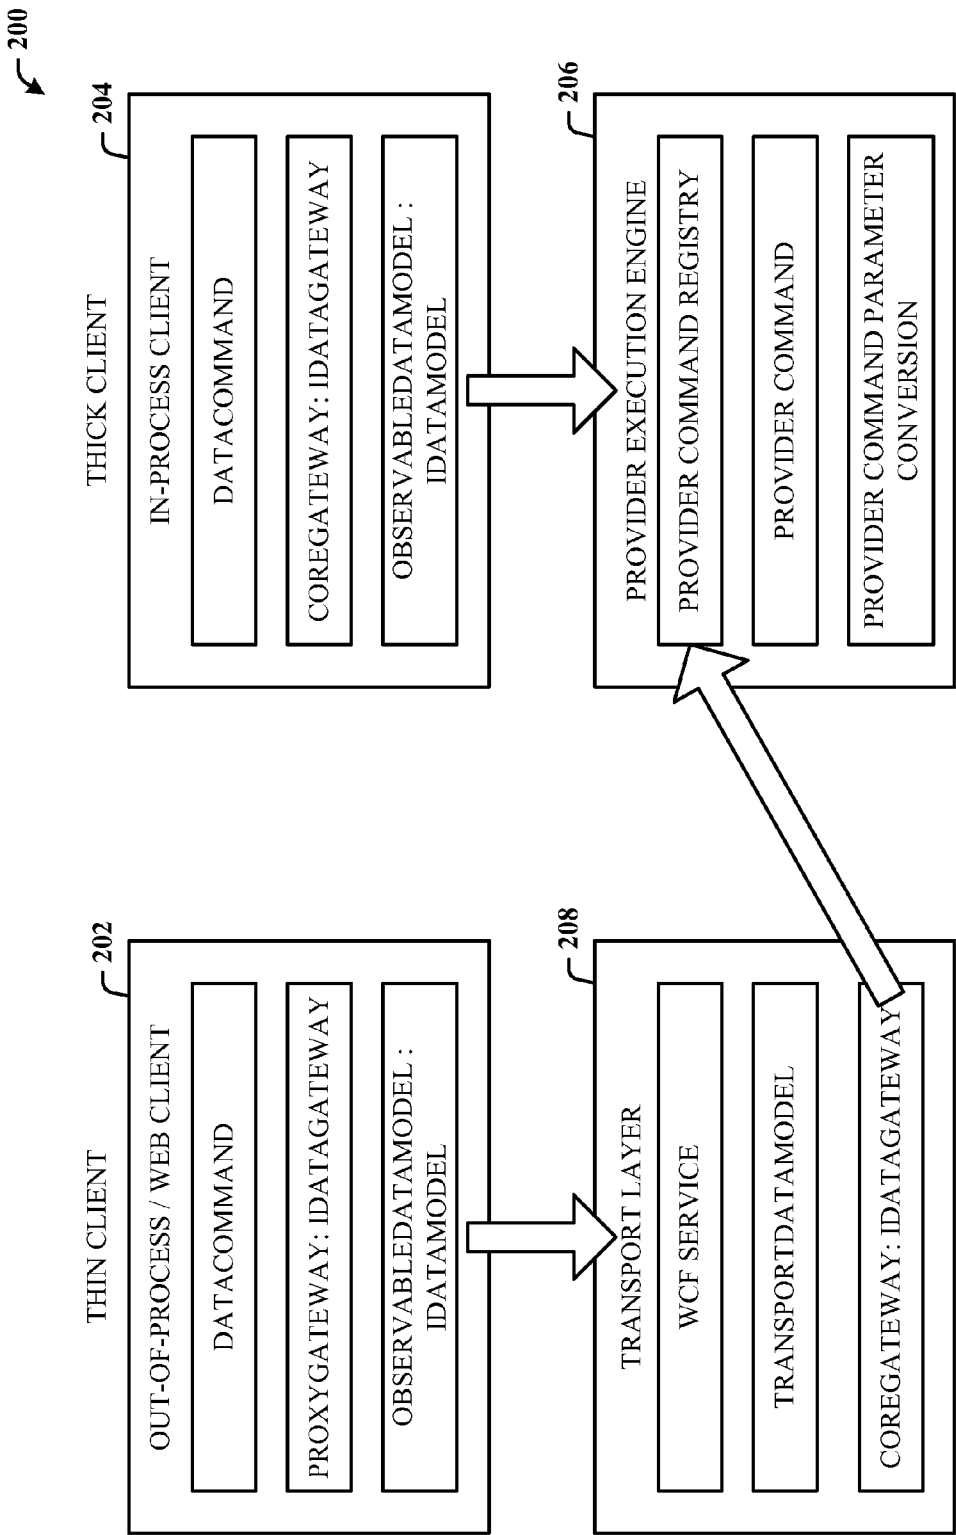 200
THIN CLIENT
202
OUT-OF-PROCESS / WEB CLIENT
DATACOMMAND
PROXYGATEWAY: IDATAGATEWAY
OBSERVABLEDATAMODEL :
IDATAMODEL
THICK CLIENT
204
IN-PROCESS CLIENT
DATACOMMAND
COREGATEWAY: IDATAGATEWAY
OBSERVABLEDATAMODEL :
IDATAMODEL
208
TRANSPORT LAYER
WCF SERVICE
TRANSPORTDATAMODEL
COREGATEWAY: IDATAGATEWAY
206
PROVIDER EXECUTION ENGINE
PROVIDER COMMAND REGISTRY
PROVIDER COMMAND
PROVIDER COMMAND PARAMETER
CONVERSION